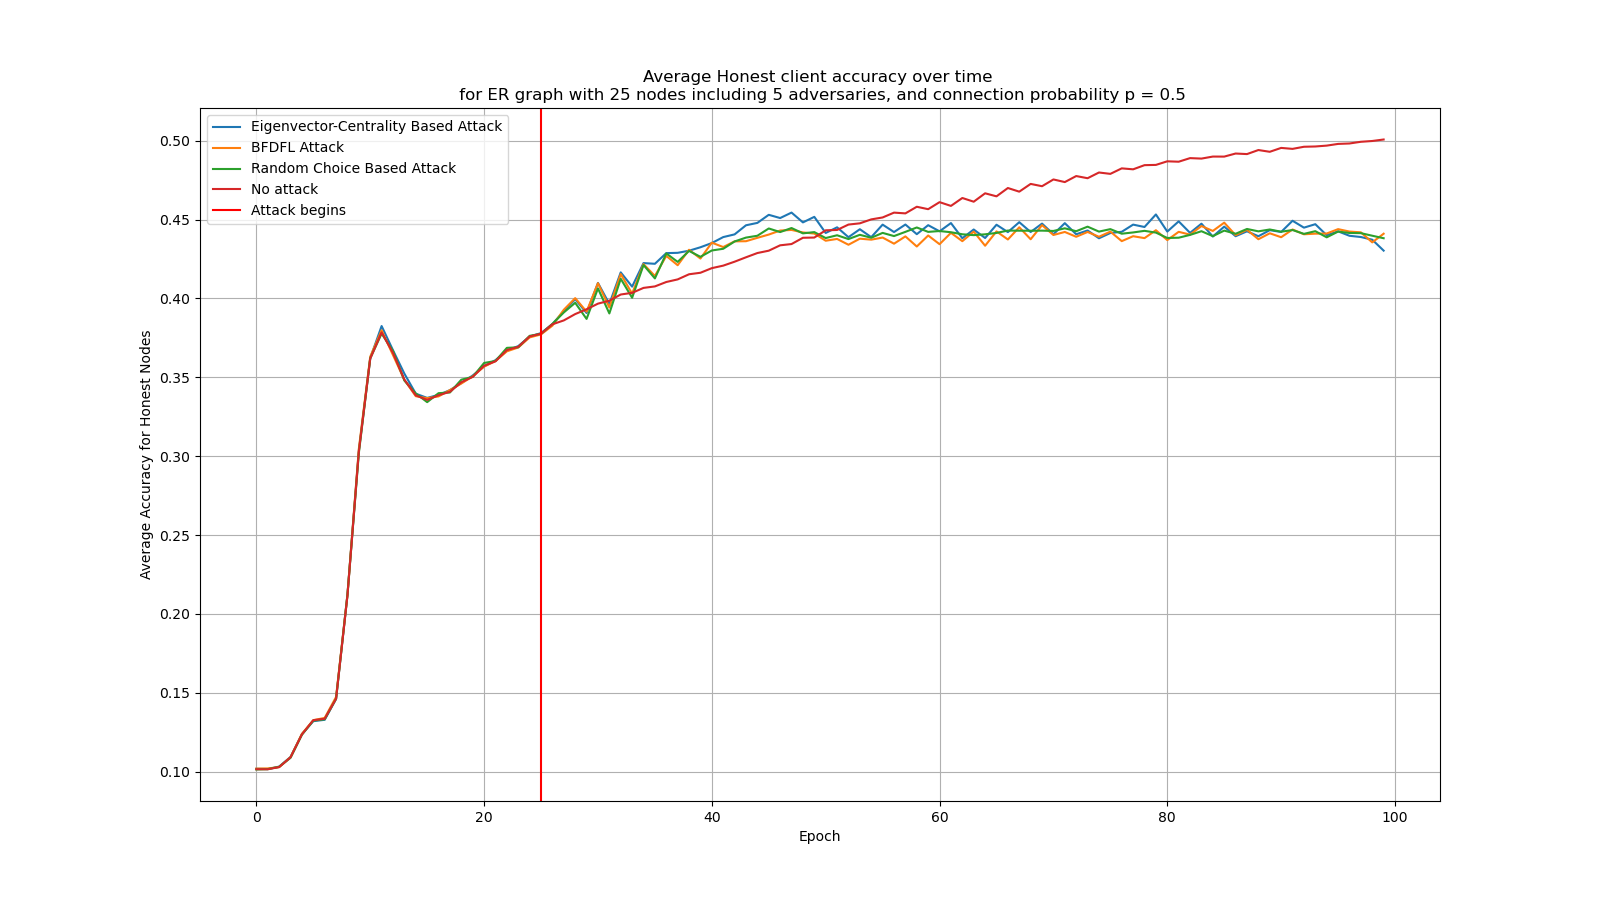 Average Honest client accuracy over time
for ER graph with 25 nodes including 5 adversaries, and connection probability p = 0.5
Eigenvector-Centrality Based Attack
BFDFL Attack
Random Choice Based Attack
No attack
Attack begins
Average Accuracy for Honest Nodes
0.50
0.45
0.40
0.35
0.30
0.25
0.20
0.15
0.10
0 20 40 60 80 100
Epoch